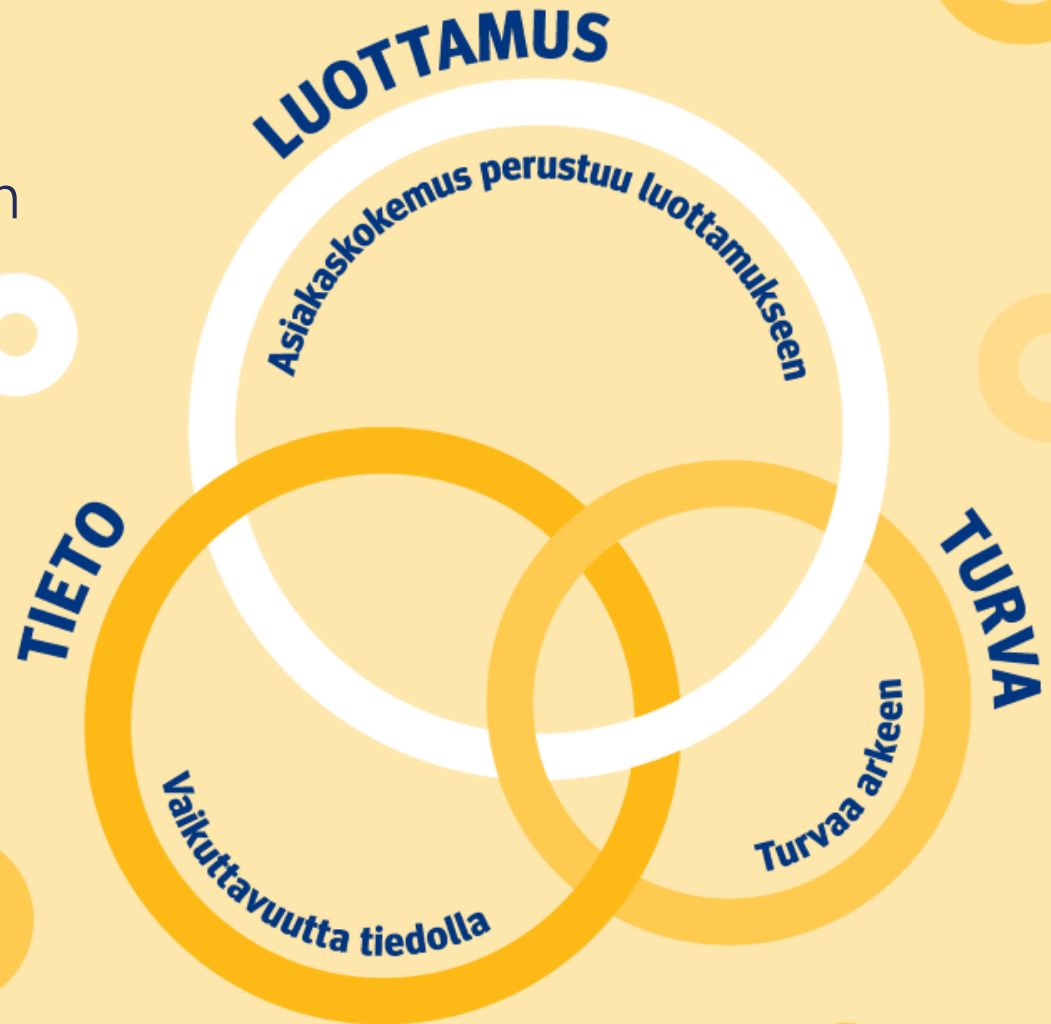 LUOTTAMUS
Asiakaskokemus perustuu luottamukseen
n
TIETO
Vaikuttavuutta tiedolla
TURVA
Turvaa arkeen